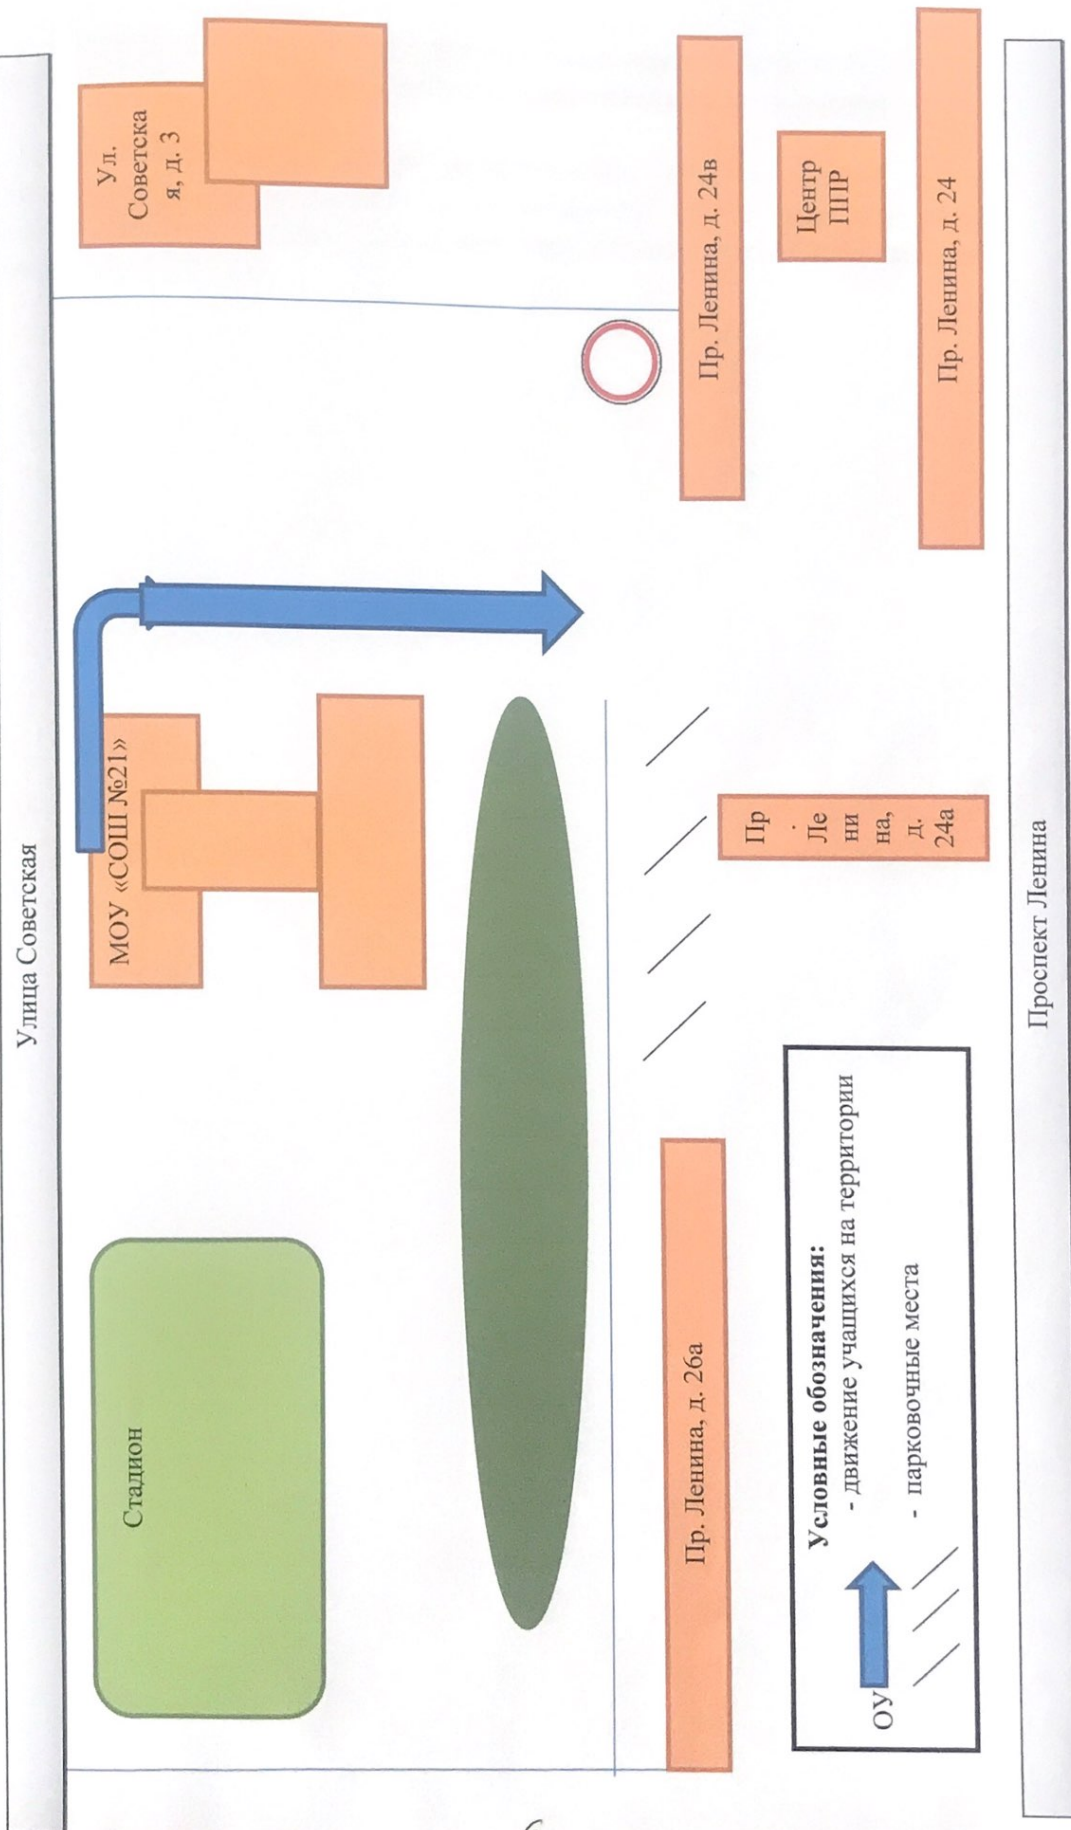 Улица Советская
Стадион
МОУ «СОШ №21»
Ул.
Советска
я, д. 3
Пр. Ленина, д. 26а
Пр
.
Ле
ни
на,
д.
24а
Пр. Ленина, д. 24в
Центр
ППР
Пр. Ленина, д. 24
Условные обозначения:
- движение учащихся на территории
ОУ
- парковочные места
Проспект Ленина